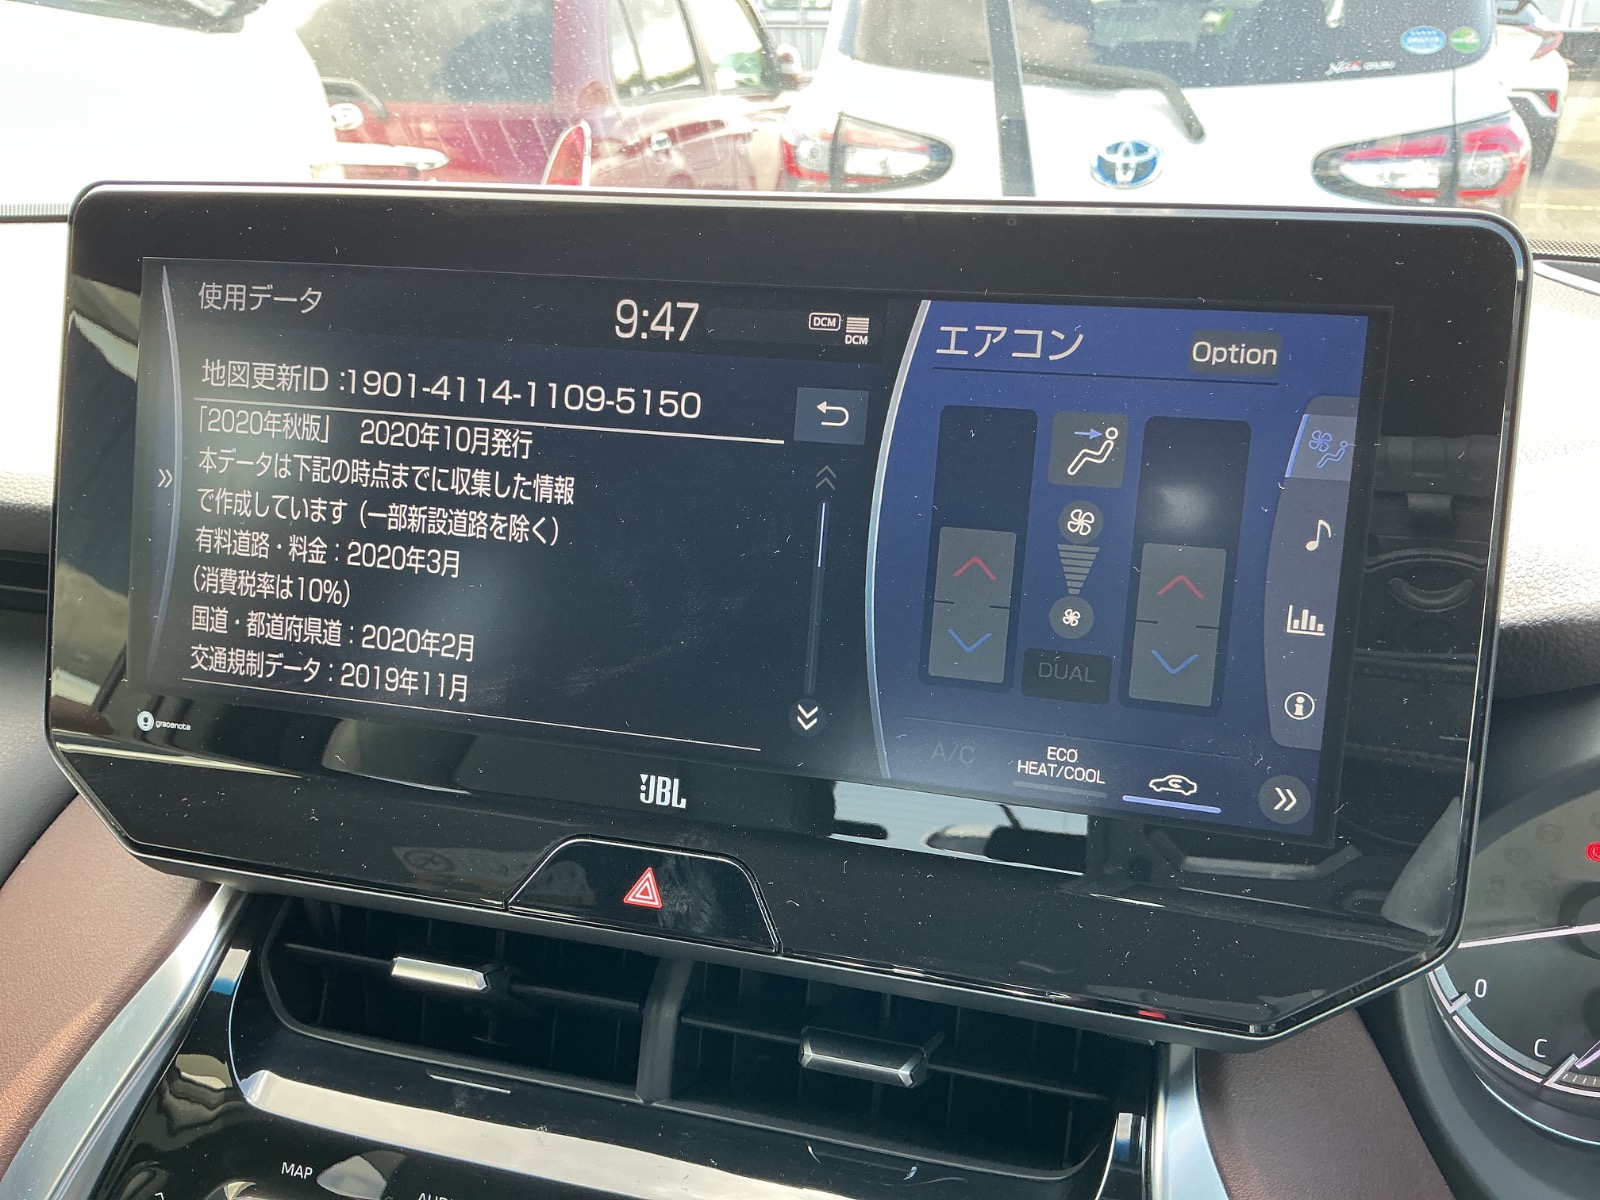 使用データ
9:47
DCM
DCM
地図更新ID :1901-4114-1109-5150
「2020年秋版」 2020年10月発行
本データは下記の時点までに収集した情報
で作成しています（一部新設道路を除く）
有料道路・料金：2020年3月
（消費税率は10%）
国道・都道府県道：2020年2月
交通規制データ：2019年11月
gracenote
エアコン
Option
DUAL
A/C
ECO
HEAT/COOL
JBL
MAP
0
C